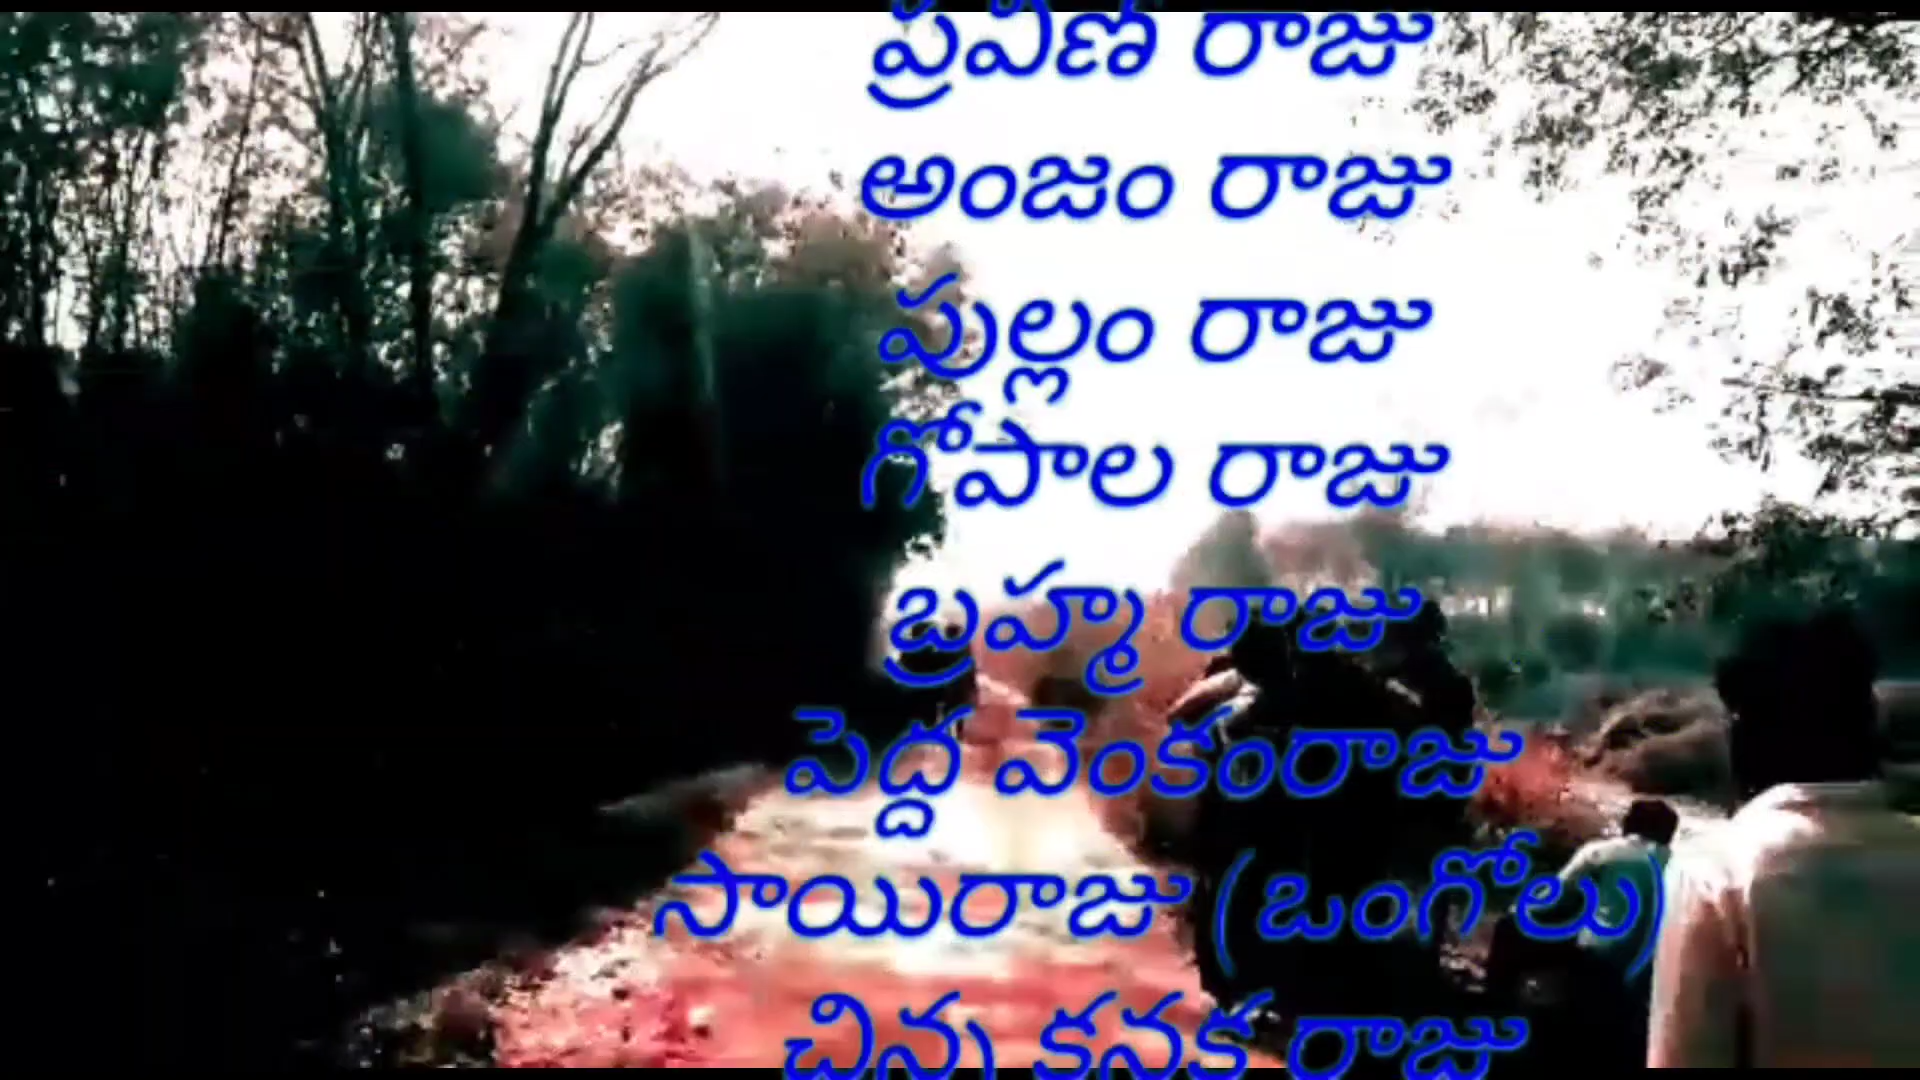 ప్రవీణ్ రాజు
అంజం రాజు
పుల్లం రాజు
గోపాల రాజు
బ్రహ్మ రాజు
పెద్ద వెంకంరాజు
సాయిరాజు (ఒంగోలు)
చిన్న కనక రాజు